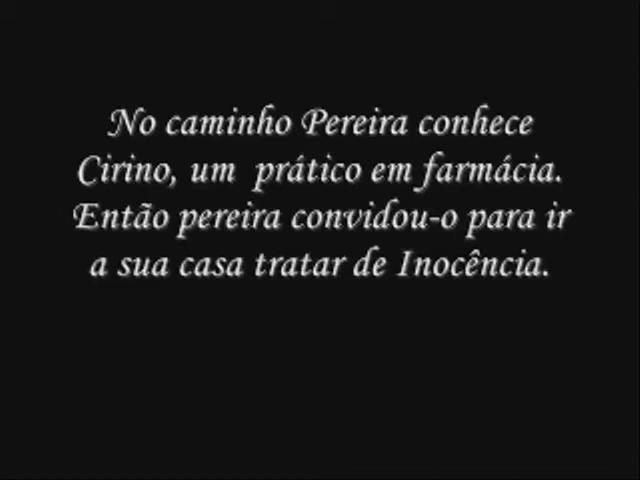 No caminho Pereira conhece
Cirino, um prático em farmácia.
Então pereira convidou-o para ir
a sua casa tratar de Inocência.